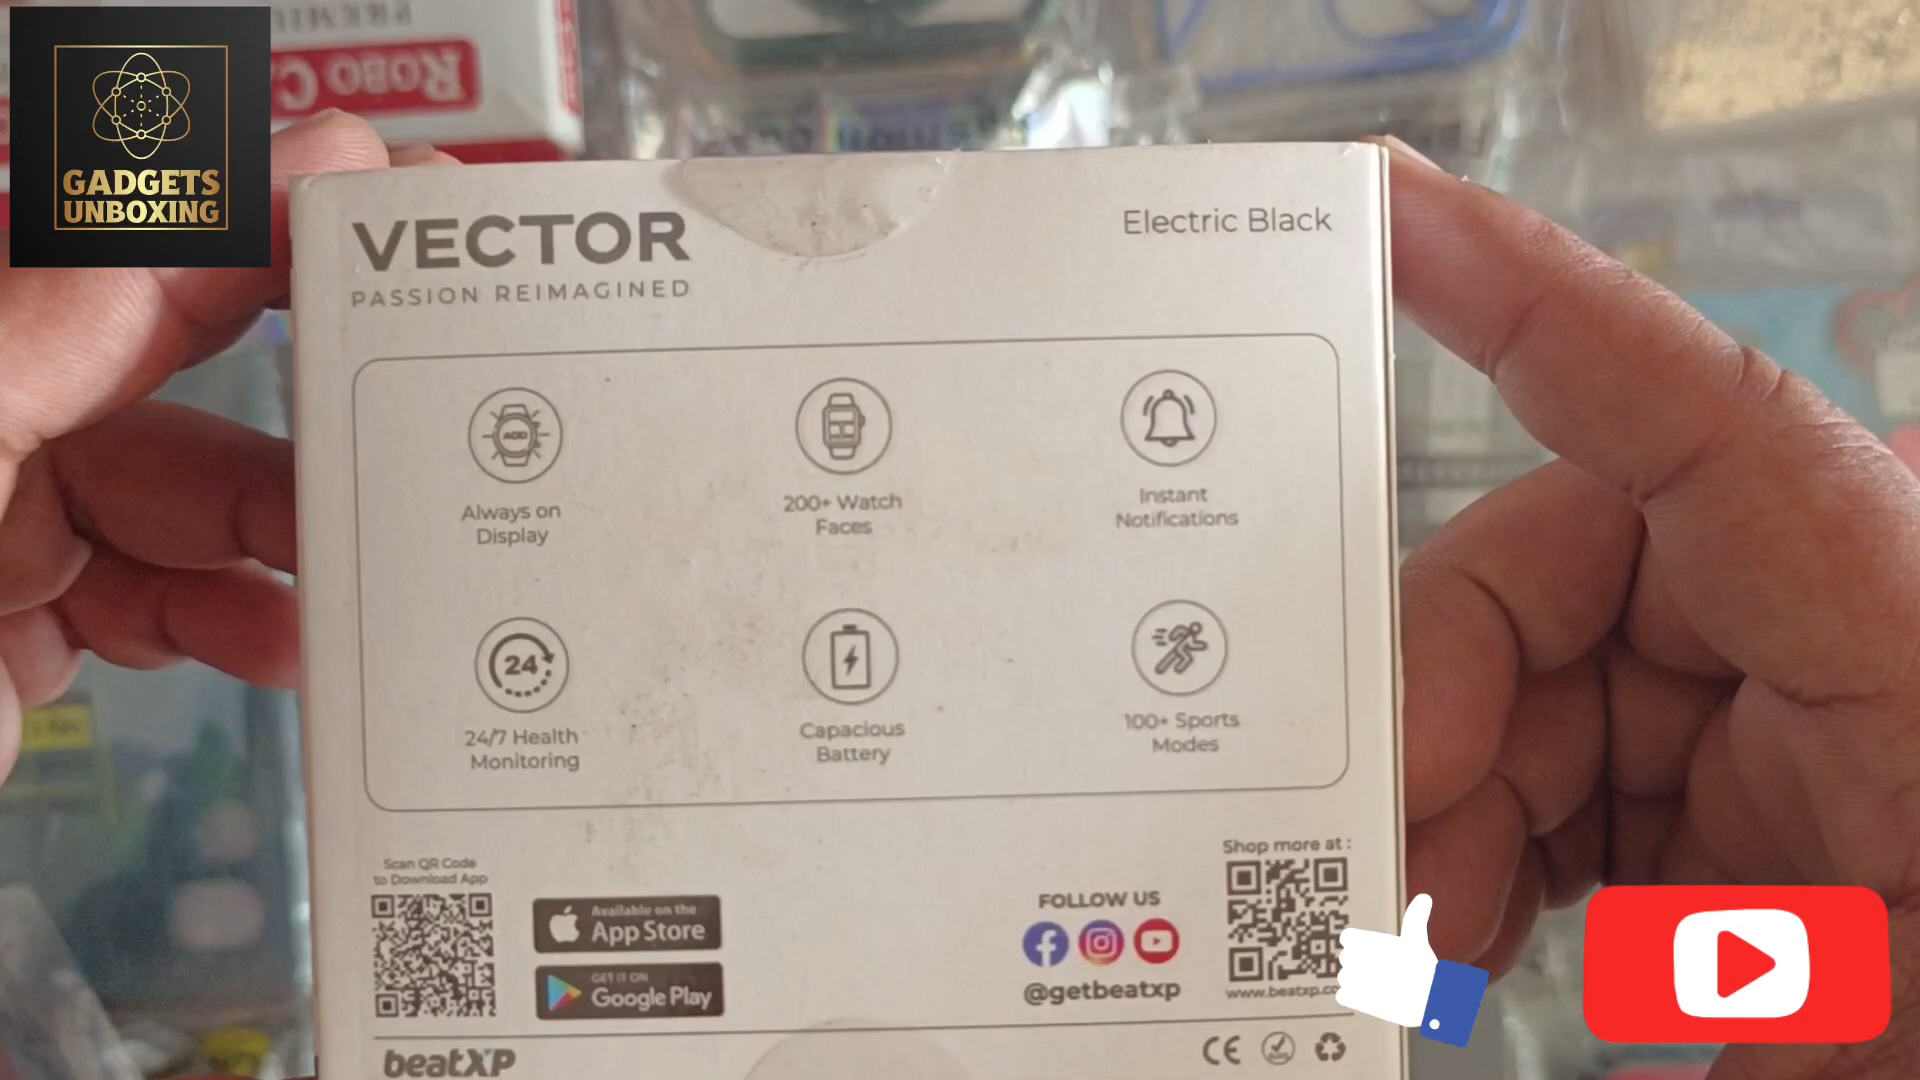 PREMIUM
ROBO
GADGETS
UNBOXING
VECTOR
PASSION REIMAGINED
Electric Black
AOD
Always on
Display
200+ Watch
Faces
Instant
Notifications
24
24/7 Health
Monitoring
Capacious
Battery
100+ Sports
Modes
Scan QR Code
to Download App
Available on the
App Store
GET IT ON
Google Play
FOLLOW US
@getbeatxp
Shop more at :
beatXP
CE